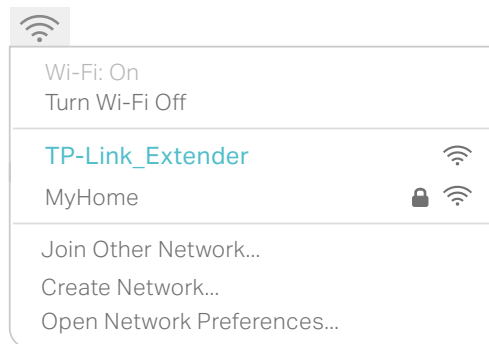 Wi-Fi: On
Turn Wi-Fi Off
TP-Link_Extender
MyHome
Join Other Network...
Create Network...
Open Network Preferences...